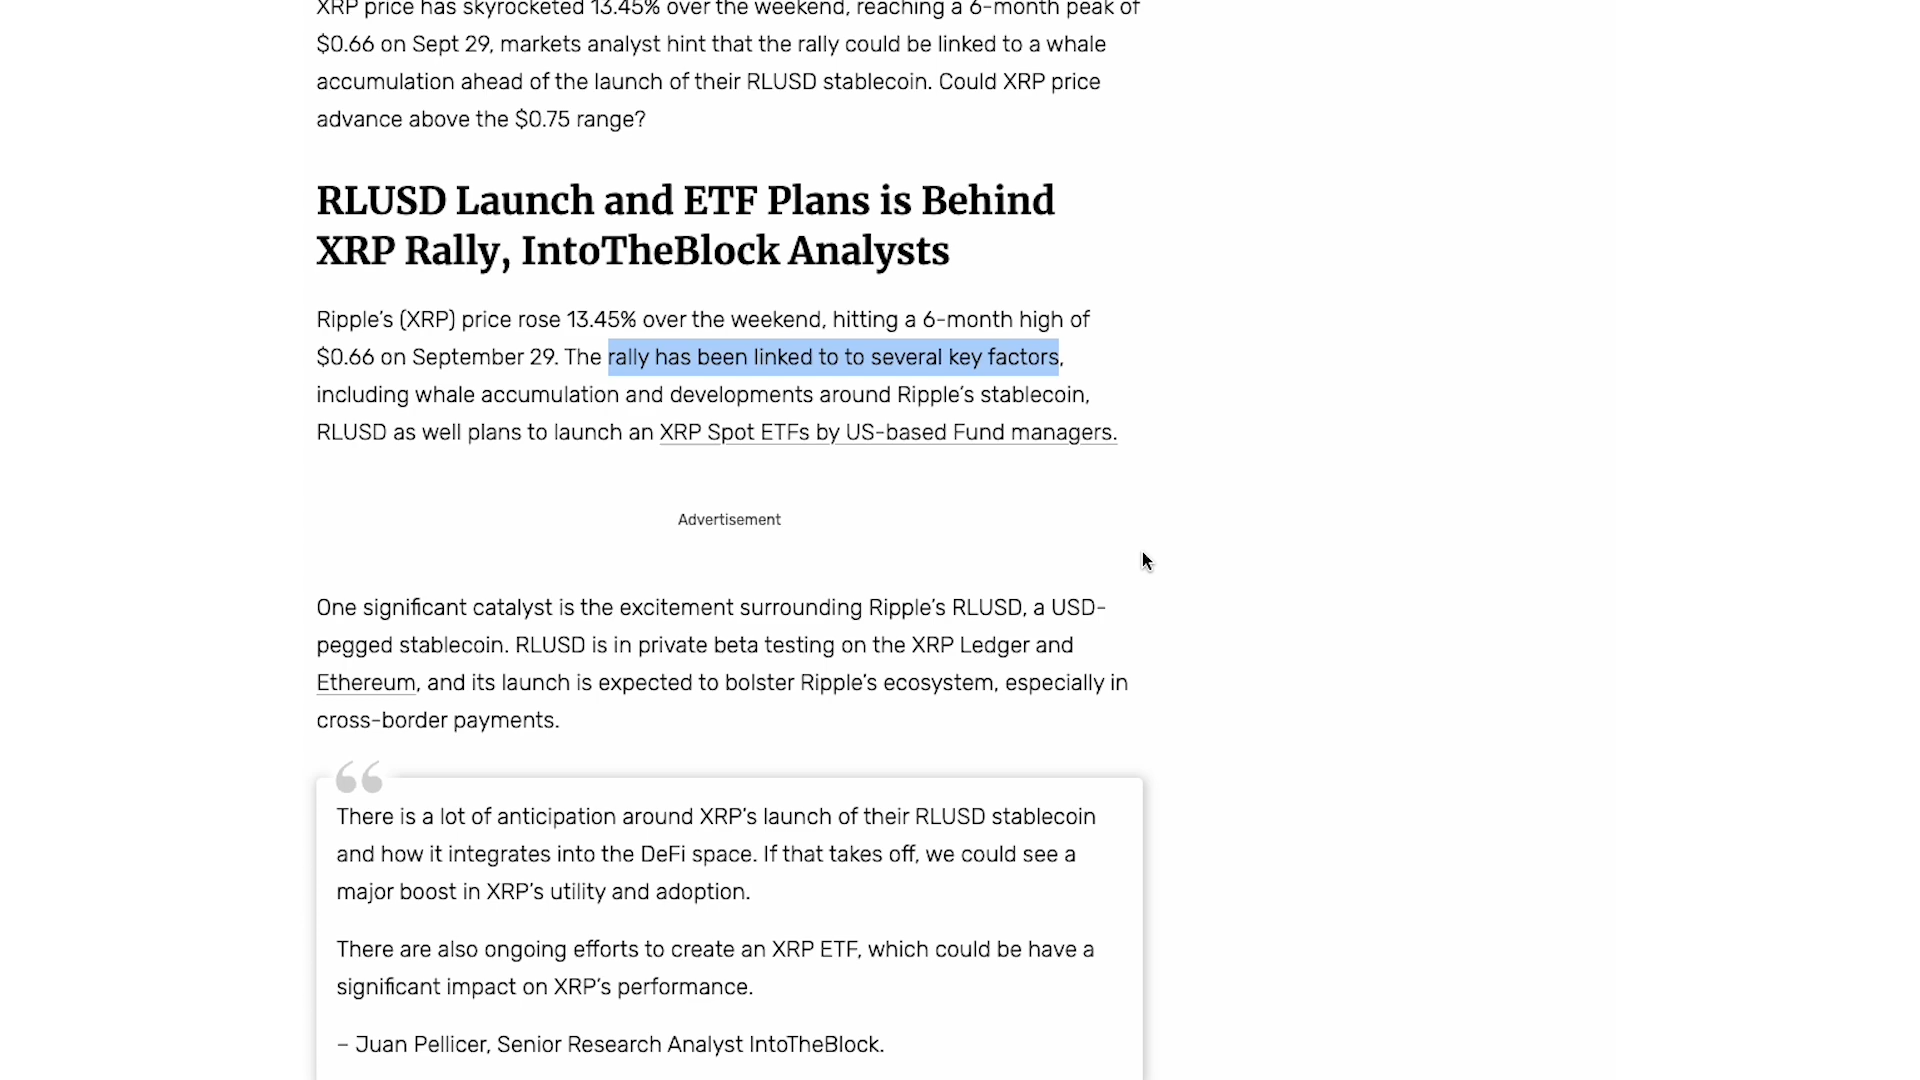 XRP price has skyrocketed 13.45% over the weekend, reaching a 6-month peak of
$0.66 on Sept 29, markets analyst hint that the rally could be linked to a whale
accumulation ahead of the launch of their RLUSD stablecoin. Could XRP price
advance above the $0.75 range?
RLUSD Launch and ETF Plans is Behind
XRP Rally, IntoTheBlock Analysts
Ripple’s (XRP) price rose 13.45% over the weekend, hitting a 6-month high of
$0.66 on September 29. The rally has been linked to to several key factors,
including whale accumulation and developments around Ripple’s stablecoin,
RLUSD as well plans to launch an XRP Spot ETFs by US-based Fund managers.
Advertisement
One significant catalyst is the excitement surrounding Ripple’s RLUSD, a USD-
pegged stablecoin. RLUSD is in private beta testing on the XRP Ledger and
Ethereum, and its launch is expected to bolster Ripple’s ecosystem, especially in
cross-border payments.
“
There is a lot of anticipation around XRP’s launch of their RLUSD stablecoin
and how it integrates into the DeFi space. If that takes off, we could see a
major boost in XRP’s utility and adoption.
There are also ongoing efforts to create an XRP ETF, which could be have a
significant impact on XRP’s performance.
– Juan Pellicer, Senior Research Analyst IntoTheBlock.